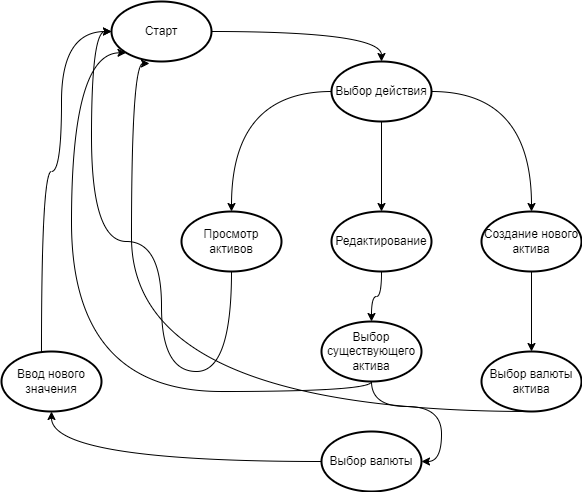 Старт
Выбор действия
Просмотр
активов
Редактирование
Создание нового
актива
Выбор
существующего
актива
Ввод нового
значения
Выбор валюты
актива
Выбор валюты